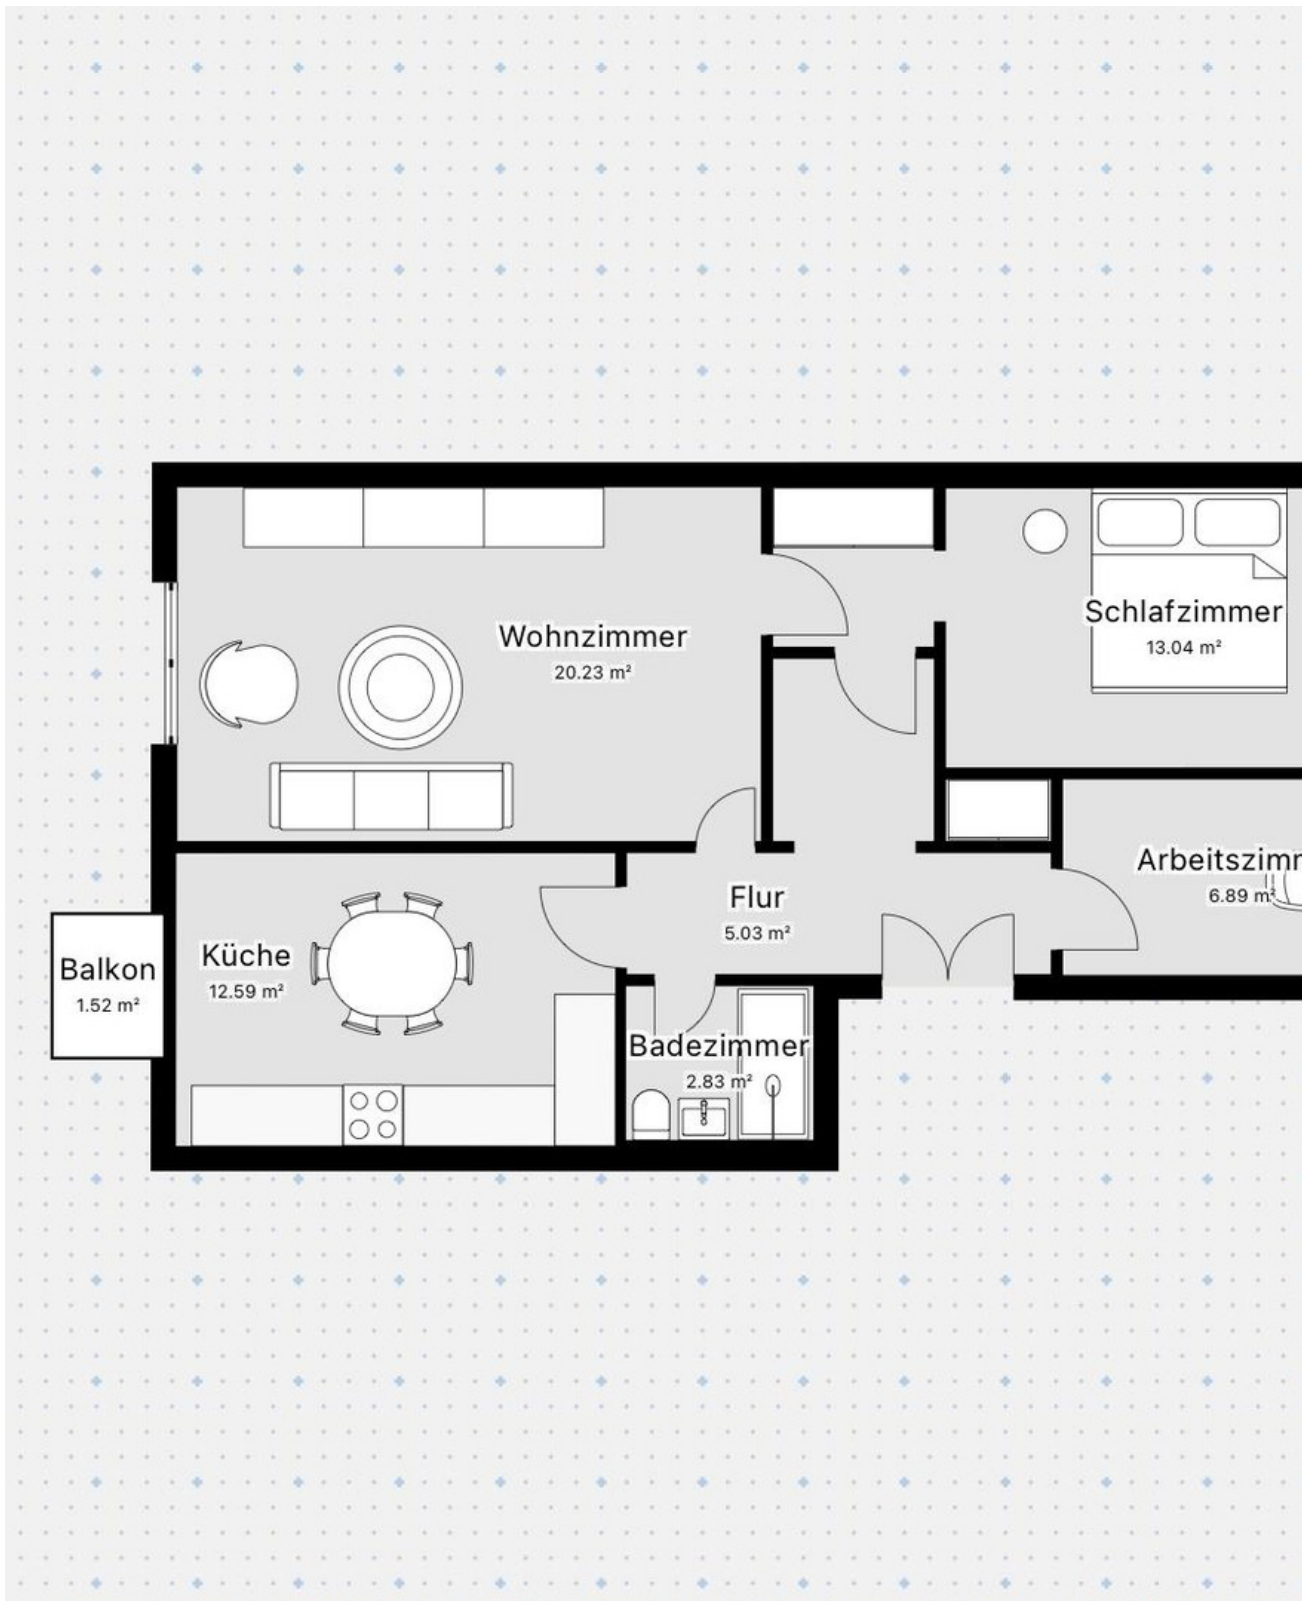 Wohnzimmer
20.23 m²
Schlafzimmer
13.04 m²
Arbeitszimm
6.89 m²
Flur
5.03 m²
Küche
12.59 m²
Balkon
1.52 m²
Badezimmer
2.83 m²